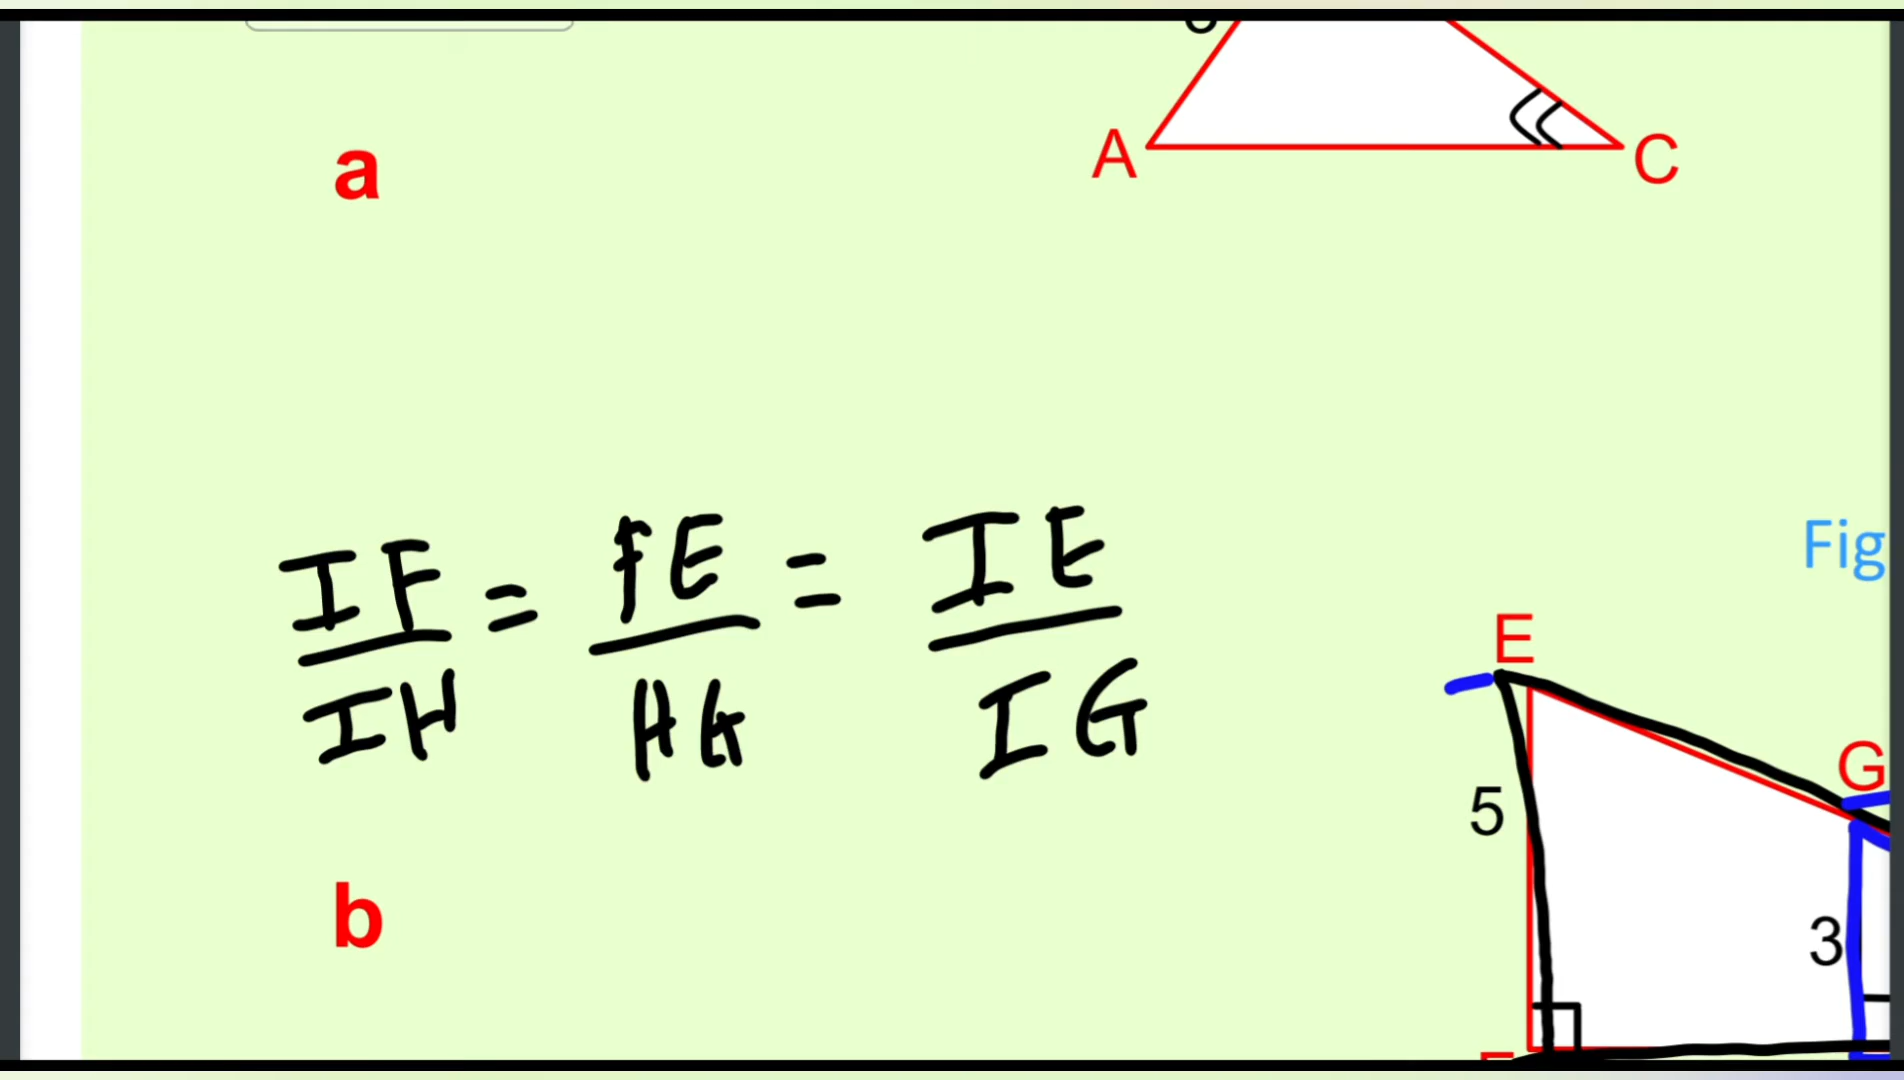 A
C
a
IF = FE = IE
IH HG IG
Fig
E
G
5
b
3